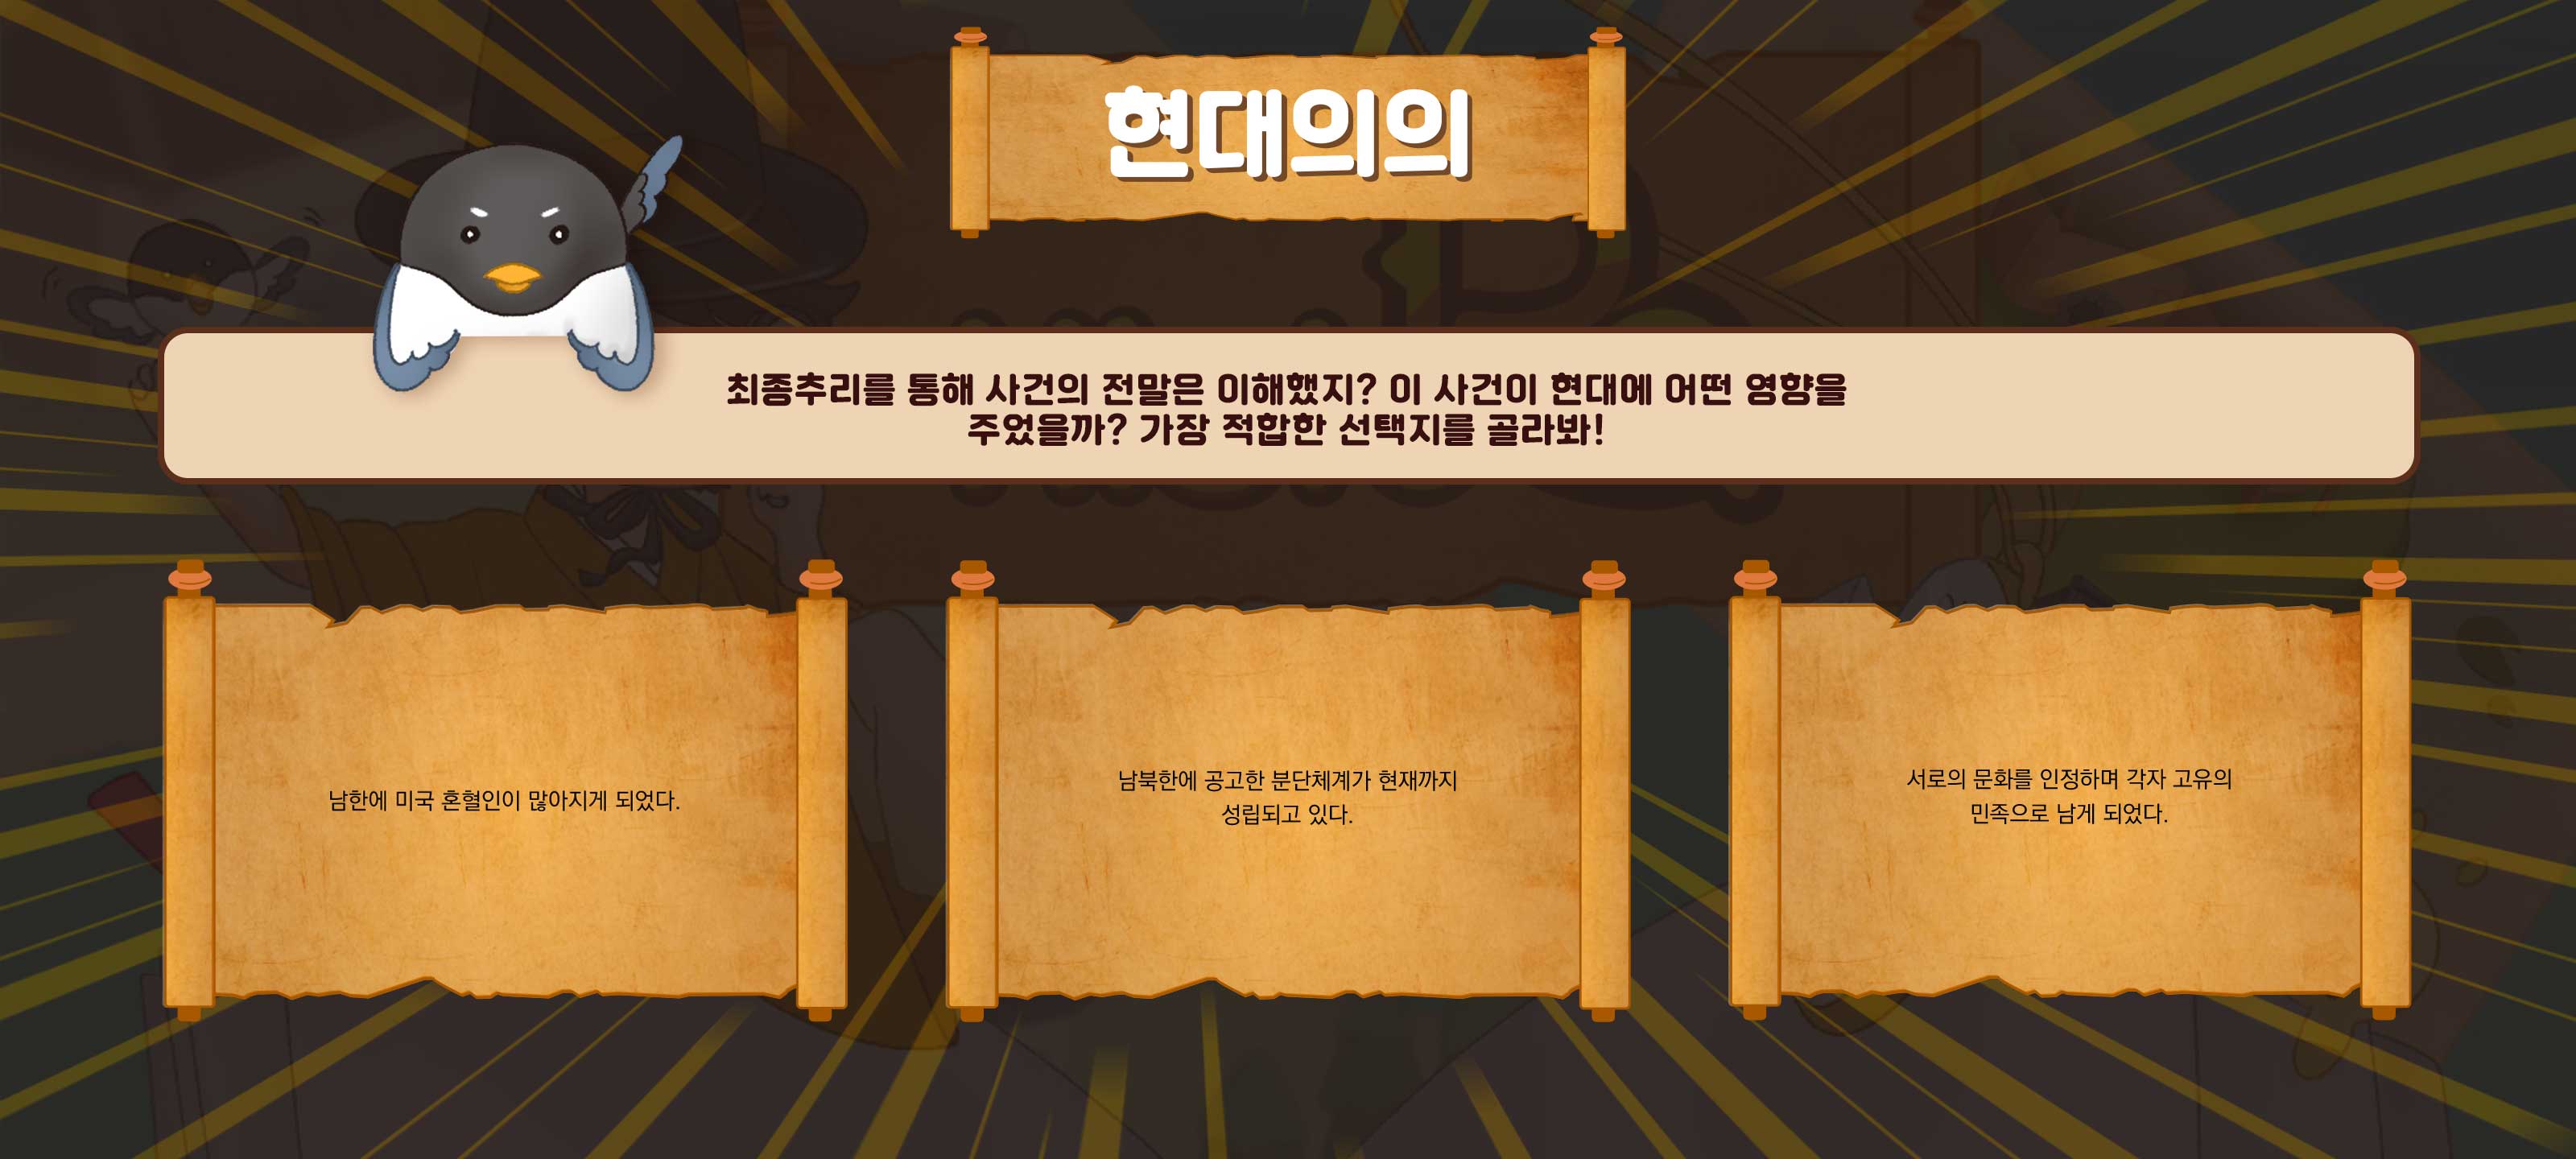 현대의의
최종추리를 통해 사건의 전말은 이해했지? 이 사건이 현대에 어떤 영향을
주었을까? 가장 적합한 선택지를 골라봐!
남한에 미국 혼혈인이 많아지게 되었다.
남북한에 공고한 분단체계가 현재까지
성립되고 있다.
서로의 문화를 인정하며 각자 고유의
민족으로 남게 되었다.